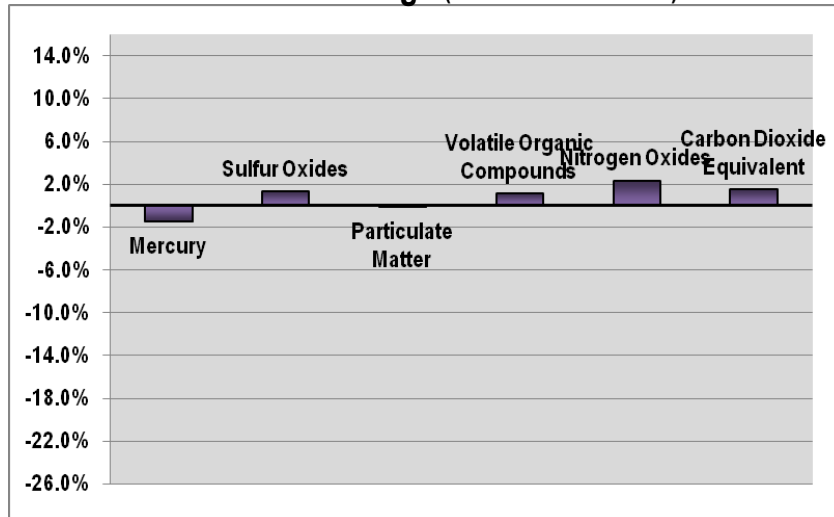 14.0%
10.0%
6.0%
2.0%
-2.0%
-6.0%
-10.0%
-14.0%
-18.0%
-22.0%
-26.0%
Mercury
Sulfur Oxides
Particulate
Matter
Volatile Organic
Compounds
Nitrogen Oxides
Carbon Dioxide
Equivalent